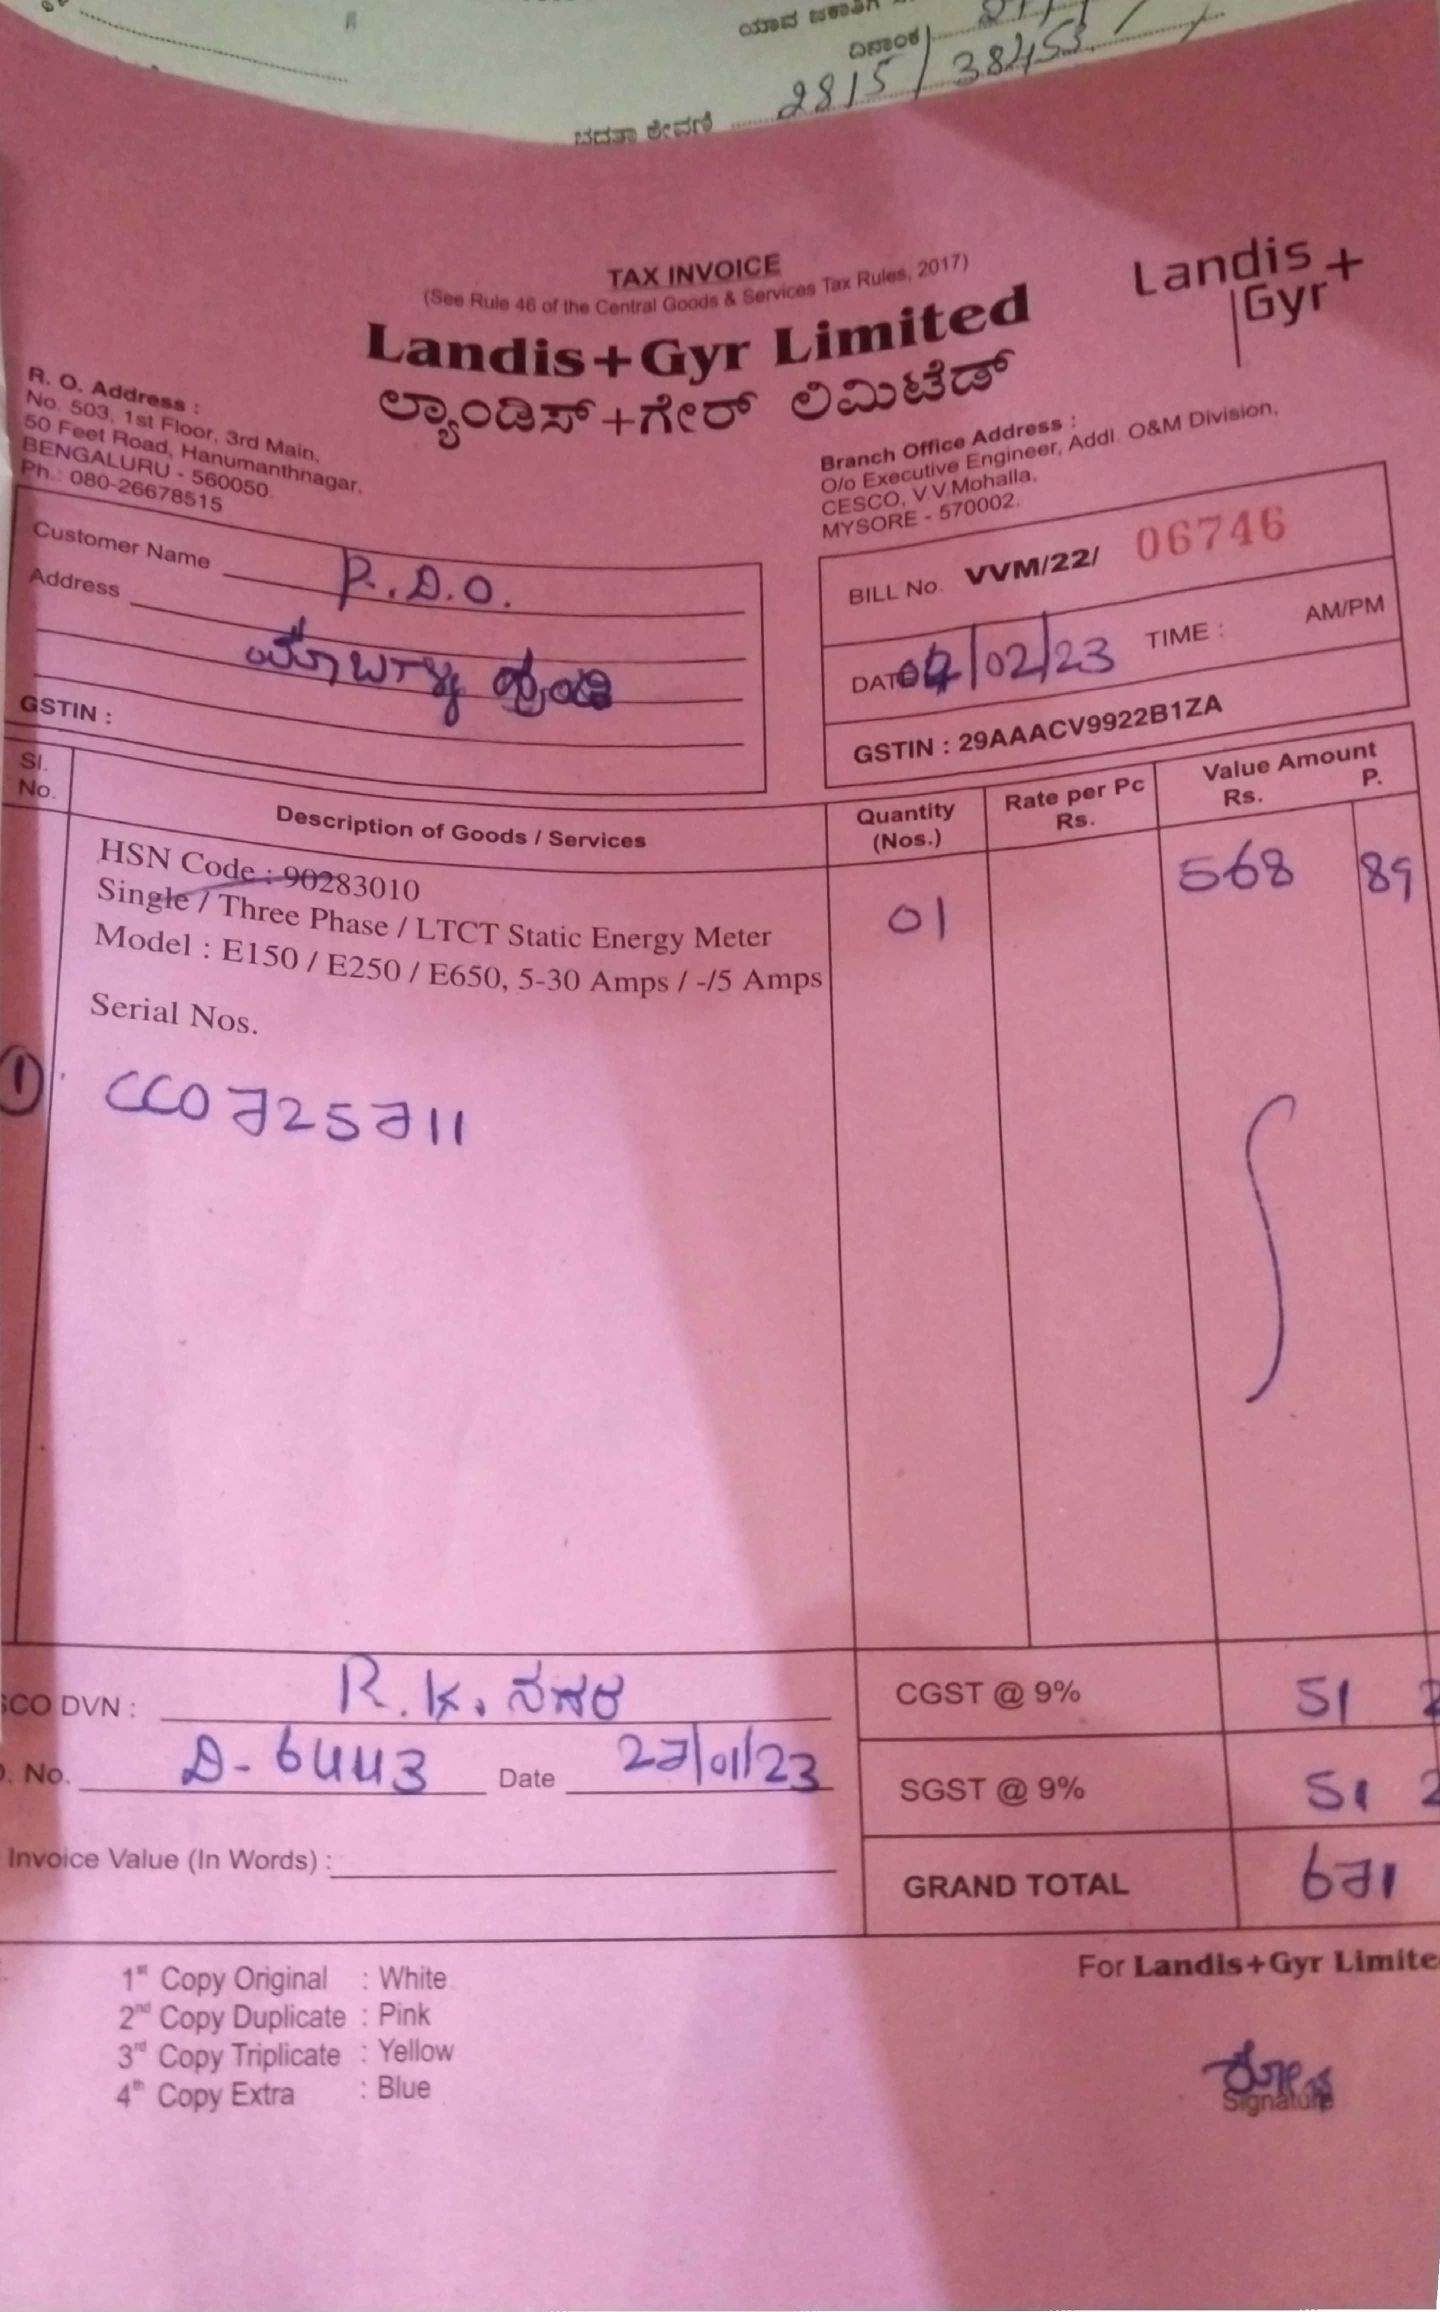 ಯಾವ
ದಿನಾಂಕ
2815/38453
TAX INVOICE
(See Rule 46 of the Central Goods & Services Tax Rules, 2017)
Landis+Gyr Limited
ಲ್ಯಾಂಡಿಸ್+ಗೇರ್ ಲಿಮಿಟೆಡ್
Landis
Gyr+
R. O. Address :
No. 503, 1st Floor, 3rd Main,
50 Feet Road, Hanumanthnagar,
BENGALURU - 560050.
Ph.: 080-26678515
Branch Office Address :
O/o Executive Engineer, Addl. O&M Division,
CESCO, V.V.Mohalla,
MYSORE - 570002.
Customer Name P.D.O.
Address
GSTIN :
BILL No. VVM/22/ 06746
DATE 02/23 TIME : AM/PM
GSTIN : 29AAACV9922B1ZA
Sl. No. Description of Goods / Services Quantity (Nos.) Rate per Pc Rs. Value Amount Rs. P.
HSN Code : 90283010
Single / Three Phase / LTCT Static Energy Meter 01 568 89
Model : E150 / E250 / E650, 5-30 Amps / -/5 Amps
Serial Nos.
1 CC0725711
SCO DVN : R.K. ನಗರ
CGST @ 9% 51 2
No. D-6443 Date 27/01/23
SGST @ 9% 51 2
Invoice Value (In Words) :
GRAND TOTAL 671
1st Copy Original : White
2nd Copy Duplicate : Pink
3rd Copy Triplicate : Yellow
4th Copy Extra : Blue
For Landis+Gyr Limite
Signature